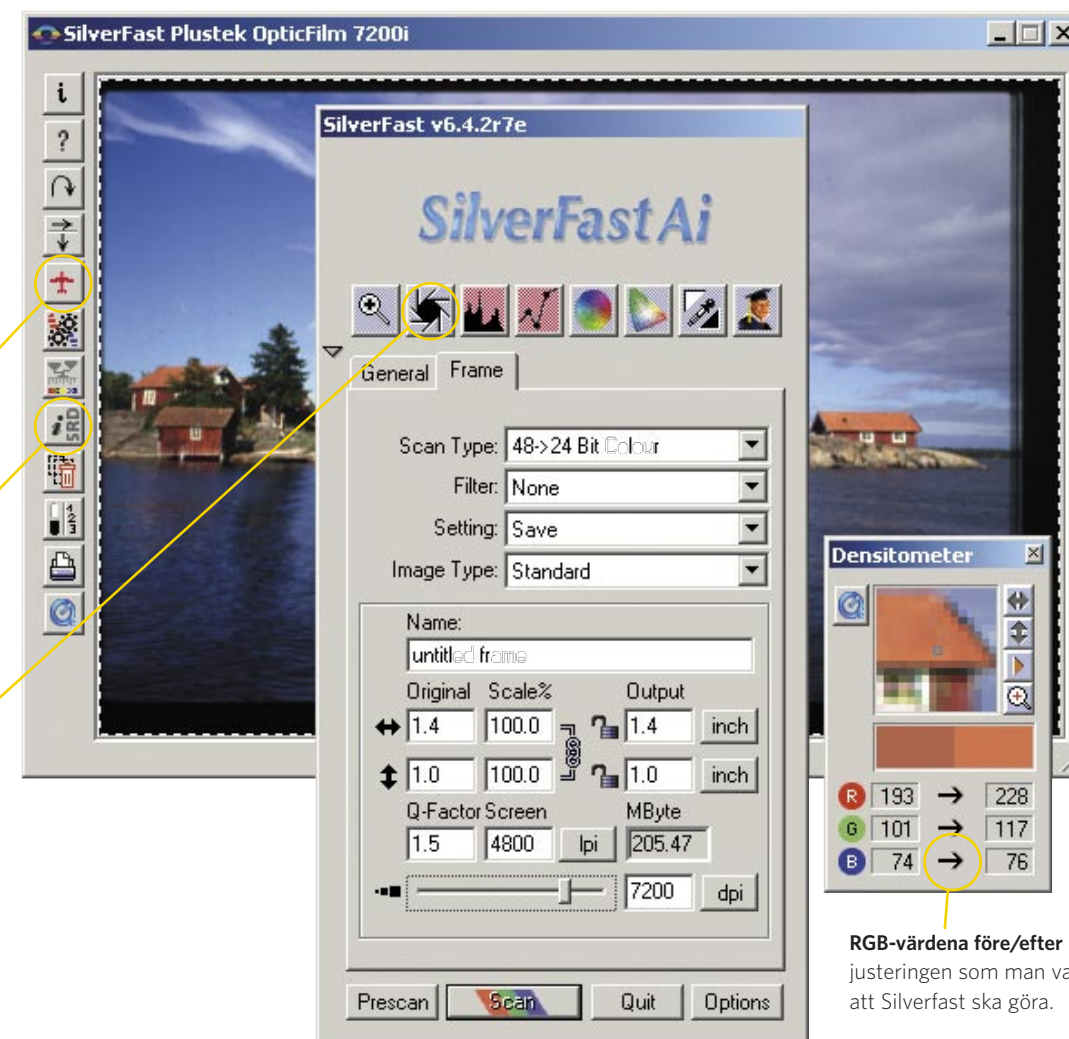 SilverFast Plustek OpticFilm 7200i
i
?
i SRD
1 2 3
SilverFast v6.4.2r7e
SilverFast Ai
General Frame
Scan Type: 48->24 Bit Colour
Filter: None
Setting: Save
Image Type: Standard
Name:
untitled frame
Original Scale% Output
1.4 100.0 1.4 inch
1.0 100.0 1.0 inch
Q-Factor Screen MByte
1.5 4800 lpi 205.47
7200 dpi
Prescan Scan Quit Options
Densitometer
R 193 → 228
G 101 → 117
B 74 → 76
RGB-värdena före/efter
justeringen som man va
att Silverfast ska göra.